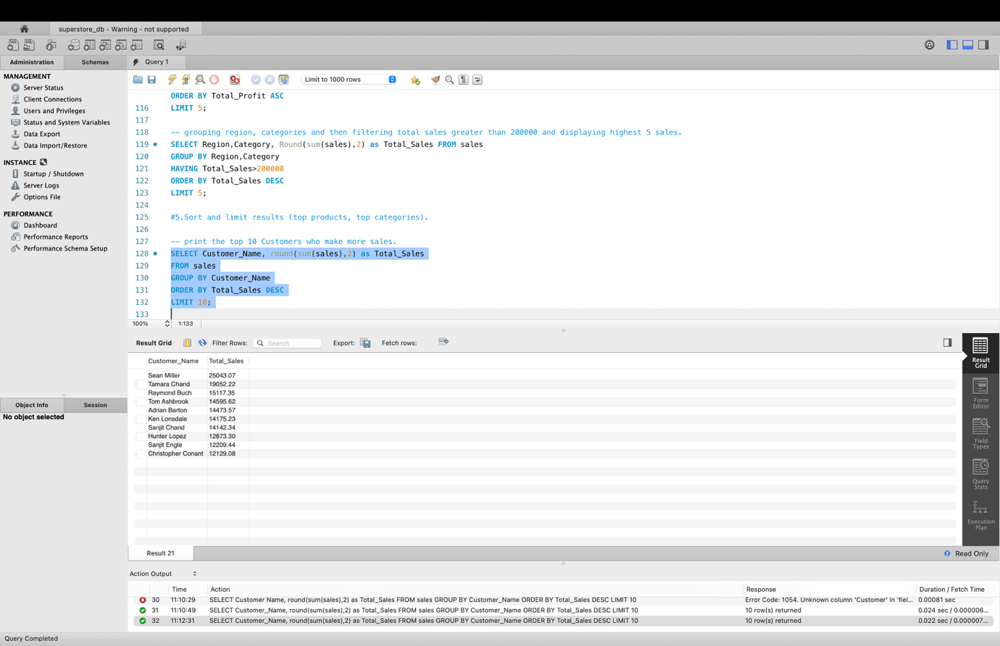 superstore_db - Warning - not supported
Administration Schemas
Query 1
MANAGEMENT
Server Status
Client Connections
Users and Privileges
Status and System Variables
Data Export
Data Import/Restore
INSTANCE
Startup / Shutdown
Server Logs
Options File
PERFORMANCE
Dashboard
Performance Reports
Performance Schema Setup
Object Info Session
No object selected
Limit to 1000 rows
ORDER BY Total_Profit ASC
116 LIMIT 5;
117
118 -- grouping region, categories and then filtering total sales greater than 200000 and displaying highest 5 sales.
119 SELECT Region,Category, Round(sum(sales),2) as Total_Sales FROM sales
120 GROUP BY Region,Category
121 HAVING Total_Sales>200000
122 ORDER BY Total_Sales DESC
123 LIMIT 5;
124
125 #5.Sort and limit results (top products, top categories).
126
127 -- print the top 10 Customers who make more sales.
128 SELECT Customer_Name, round(sum(sales),2) as Total_Sales
129 FROM sales
130 GROUP BY Customer_Name
131 ORDER BY Total_Sales DESC
132 LIMIT 10;
133
100% 1:133
Result Grid Filter Rows: Search Export: Fetch rows:
Customer_Name Total_Sales
Sean Miller 25043.07
Tamara Chand 19052.22
Raymond Buch 15117.35
Tom Ashbrook 14595.62
Adrian Barton 14473.57
Ken Lonsdale 14175.23
Sanjit Chand 14142.34
Hunter Lopez 12873.30
Sanjit Engle 12209.44
Christopher Conant 12129.08
Result
Grid
Form
Editor
Field
Types
Query
Stats
Execution
Plan
Result 21
Read Only
Action Output
Time Action Response Duration / Fetch Time
30 11:10:29 SELECT Customer Name, round(sum(sales),2) as Total_Sales FROM sales GROUP BY Customer_Name ORDER BY Total_Sales DESC LIMIT 10 Error Code: 1054. Unknown column 'Customer' in 'fiel... 0.00081 sec
31 11:10:49 SELECT Customer_Name, round(sum(sales),2) as Total_Sales FROM sales GROUP BY Customer_Name ORDER BY Total_Sales DESC LIMIT 10 10 row(s) returned 0.024 sec / 0.000006...
32 11:12:31 SELECT Customer_Name, round(sum(sales),2) as Total_Sales FROM sales GROUP BY Customer_Name ORDER BY Total_Sales DESC LIMIT 10 10 row(s) returned 0.022 sec / 0.000007...
Query Completed